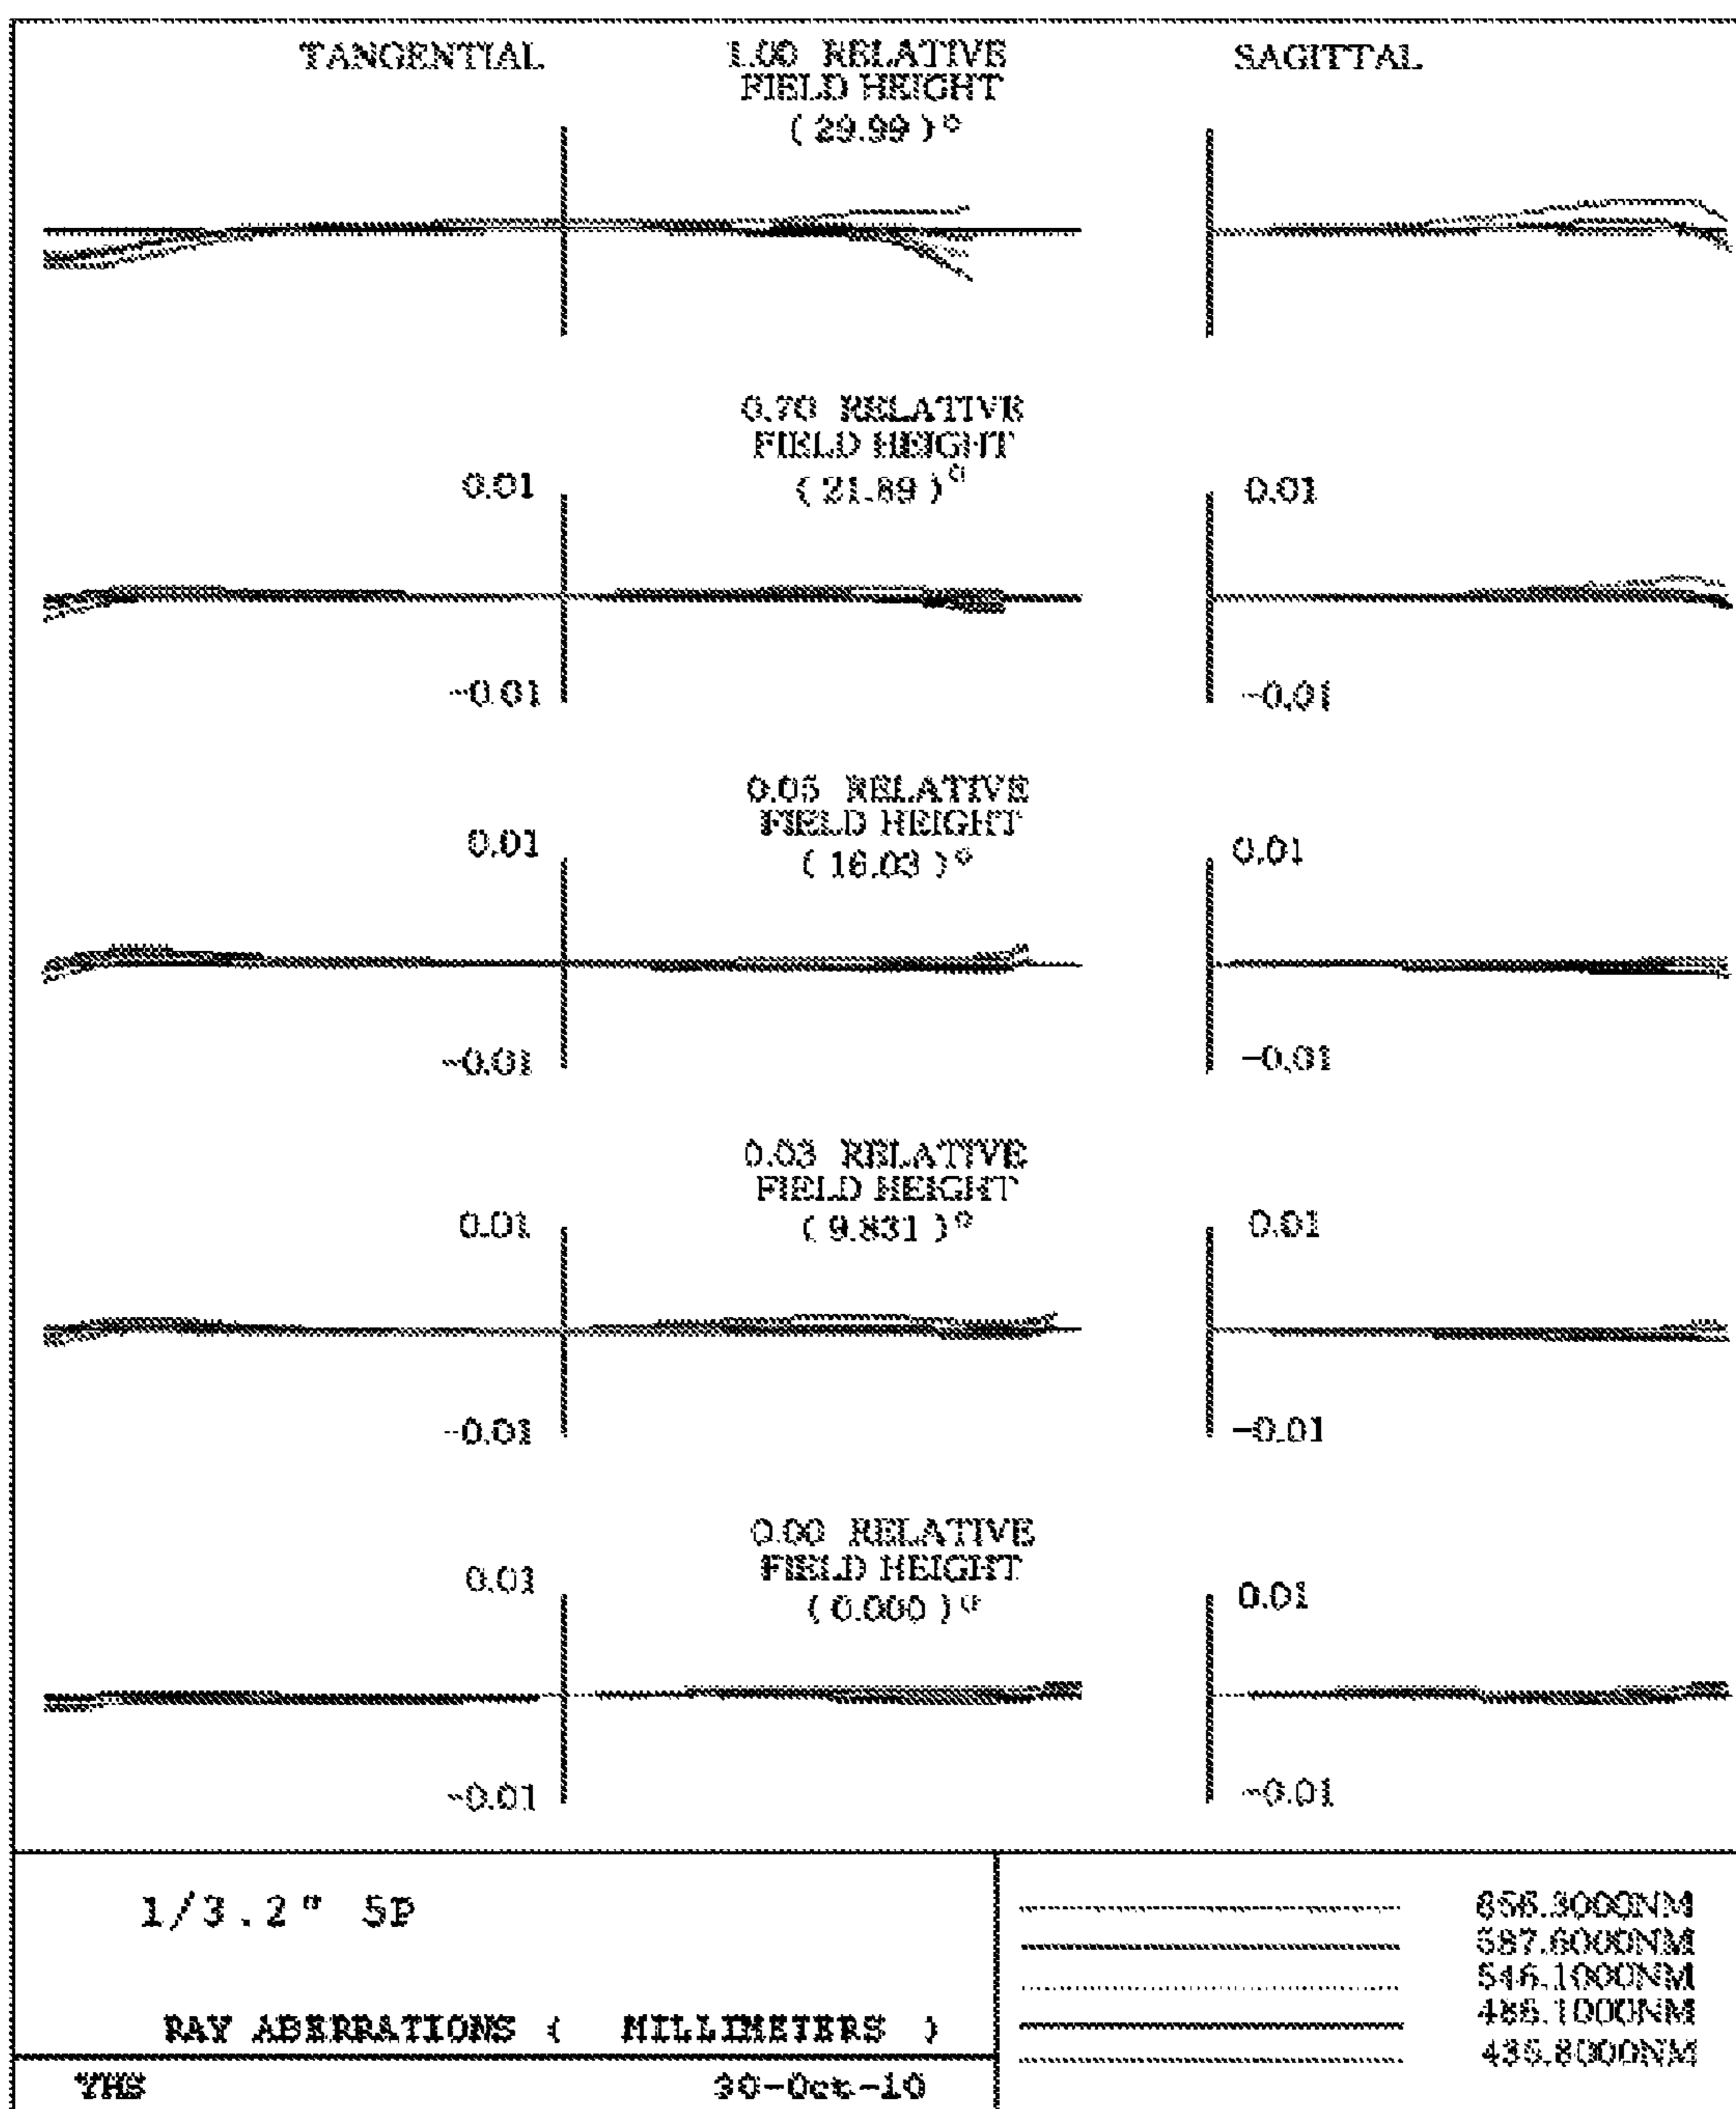 TANGENTIAL
1.00 RELATIVE
FIELD HEIGHT
( 29.99 )°
SAGITTAL
0.70 RELATIVE
FIELD HEIGHT
( 21.89 )°
0.01
0.01
-0.01
-0.01
0.05 RELATIVE
FIELD HEIGHT
( 16.03 )°
0.01
0.01
-0.01
-0.01
0.03 RELATIVE
FIELD HEIGHT
( 9.831 )°
0.01
0.01
-0.01
-0.01
0.00 RELATIVE
FIELD HEIGHT
( 0.000 )°
0.01
0.01
-0.01
-0.01
1/3.2" 5P
RAY ABERRATIONS ( MILLIMETERS )
YHS
30-Oct-10
656.3000NM
587.6000NM
546.1000NM
486.1000NM
435.8000NM